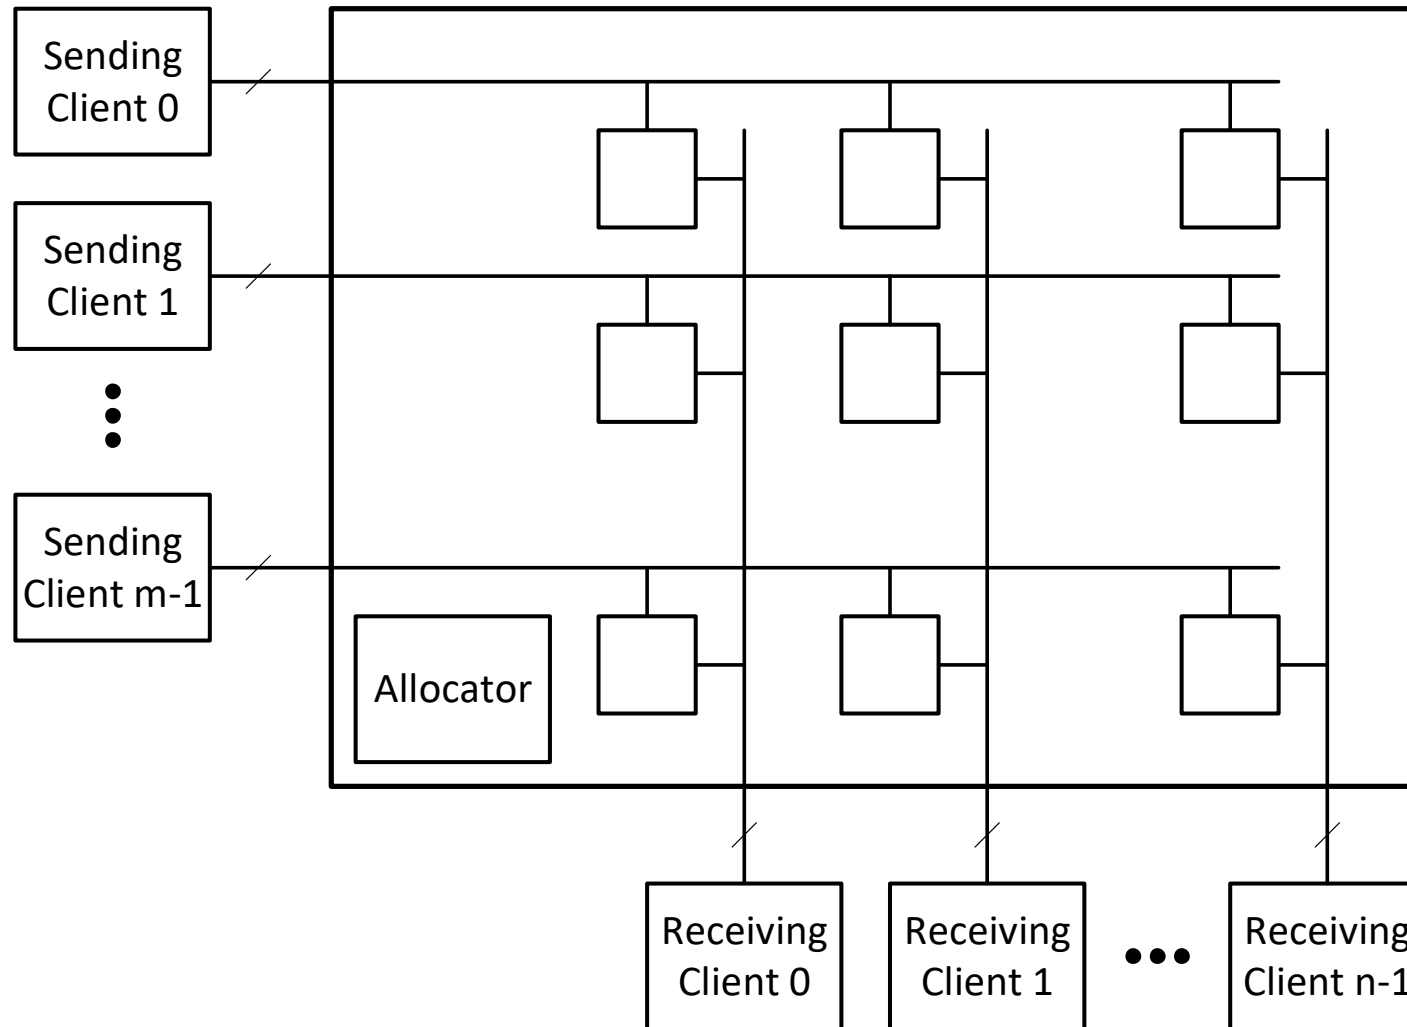 Sending
Client 0
Sending
Client 1
Sending
Client m-1
Allocator
Receiving
Client 0
Receiving
Client 1
Receiving
Client n-1